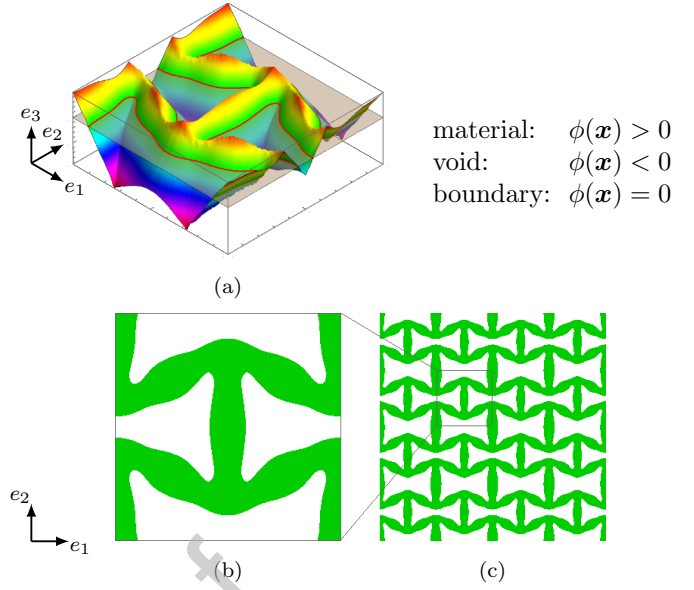 e₃
e₂
e₁
material: ϕ(x) > 0
void: ϕ(x) < 0
boundary: ϕ(x) = 0
(a)
e₂
e₁
(b)
(c)
f